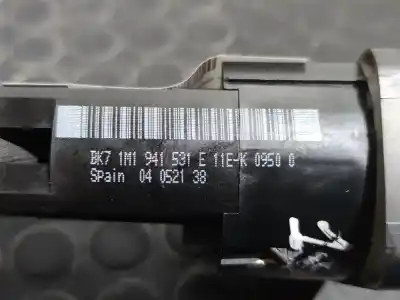 BK7 1M1 941 531 E 11E-K 0950 0
Spain 04 0521 38